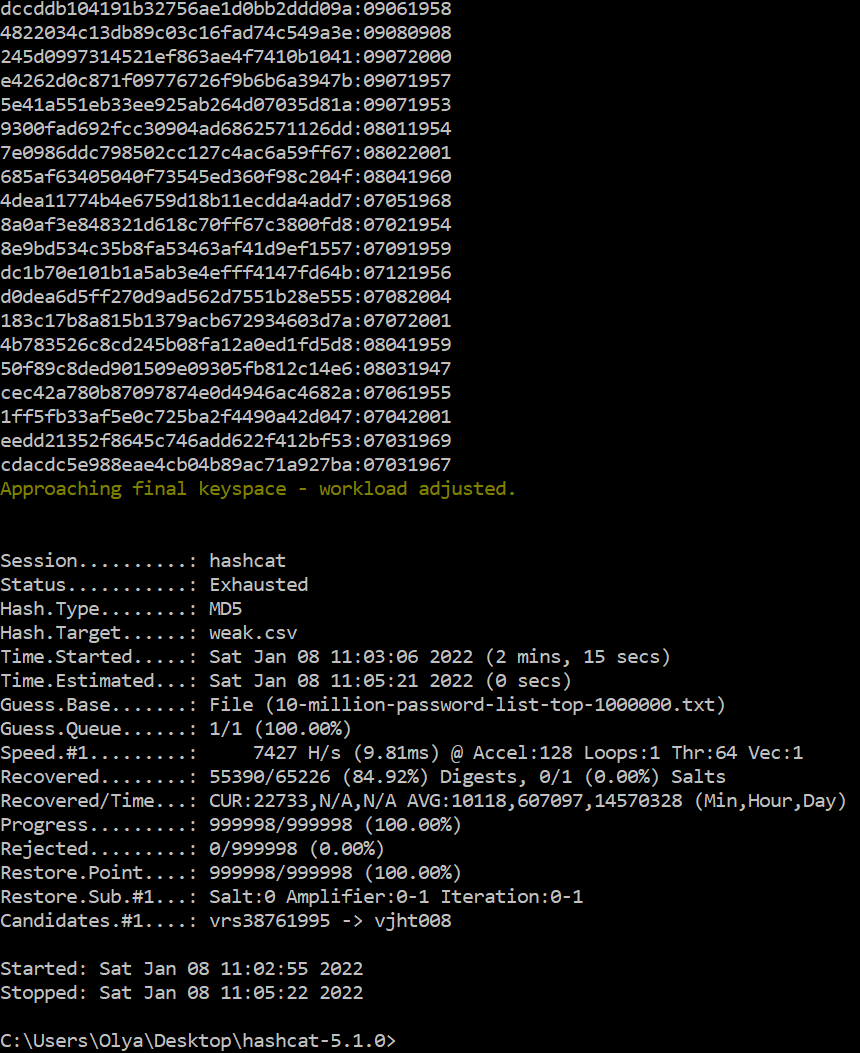 dccddb104191b32756ae1d0bb2ddd09a:09061958
4822034c13db89c03c16fad74c549a3e:09080908
245d0997314521ef863ae4f7410b1041:09072000
e4262d0c871f09776726f9b6b6a3947b:09071957
5e41a551eb33ee925ab264d07035d81a:09071953
9300fad692fcc30904ad6862571126dd:08011954
7e0986ddc798502cc127c4ac6a59ff67:08022001
685af63405040f73545ed360f98c204f:08041960
4dea11774b4e6759d18b11ecdda4add7:07051968
8a0af3e848321d618c70ff67c3800fd8:07021954
8e9bd534c35b8fa53463af41d9ef1557:07091959
dc1b70e101b1a5ab3e4efff4147fd64b:07121956
d0dea6d5ff270d9ad562d7551b28e555:07082004
183c17b8a815b1379acb672934603d7a:07072001
4b783526c8cd245b08fa12a0ed1fd5d8:08041959
50f89c8ded901509e09305fb812c14e6:08031947
cec42a780b87097874e0d4946ac4682a:07061955
1ff5fb33af5e0c725ba2f4490a42d047:07042001
eedd21352f8645c746add622f412bf53:07031969
cdacdc5e988eae4cb04b89ac71a927ba:07031967
Approaching final keyspace - workload adjusted.
Session..........: hashcat
Status...........: Exhausted
Hash.Type........: MD5
Hash.Target......: weak.csv
Time.Started.....: Sat Jan 08 11:03:06 2022 (2 mins, 15 secs)
Time.Estimated...: Sat Jan 08 11:05:21 2022 (0 secs)
Guess.Base.......: File (10-million-password-list-top-1000000.txt)
Guess.Queue......: 1/1 (100.00%)
Speed.#1.........:     7427 H/s (9.81ms) @ Accel:128 Loops:1 Thr:64 Vec:1
Recovered........: 55390/65226 (84.92%) Digests, 0/1 (0.00%) Salts
Recovered/Time...: CUR:22733,N/A,N/A AVG:10118,607097,14570328 (Min,Hour,Day)
Progress.........: 999998/999998 (100.00%)
Rejected.........: 0/999998 (0.00%)
Restore.Point....: 999998/999998 (100.00%)
Restore.Sub.#1...: Salt:0 Amplifier:0-1 Iteration:0-1
Candidates.#1....: vrs38761995 -> vjht008
Started: Sat Jan 08 11:02:55 2022
Stopped: Sat Jan 08 11:05:22 2022
C:\Users\Olya\Desktop\hashcat-5.1.0>